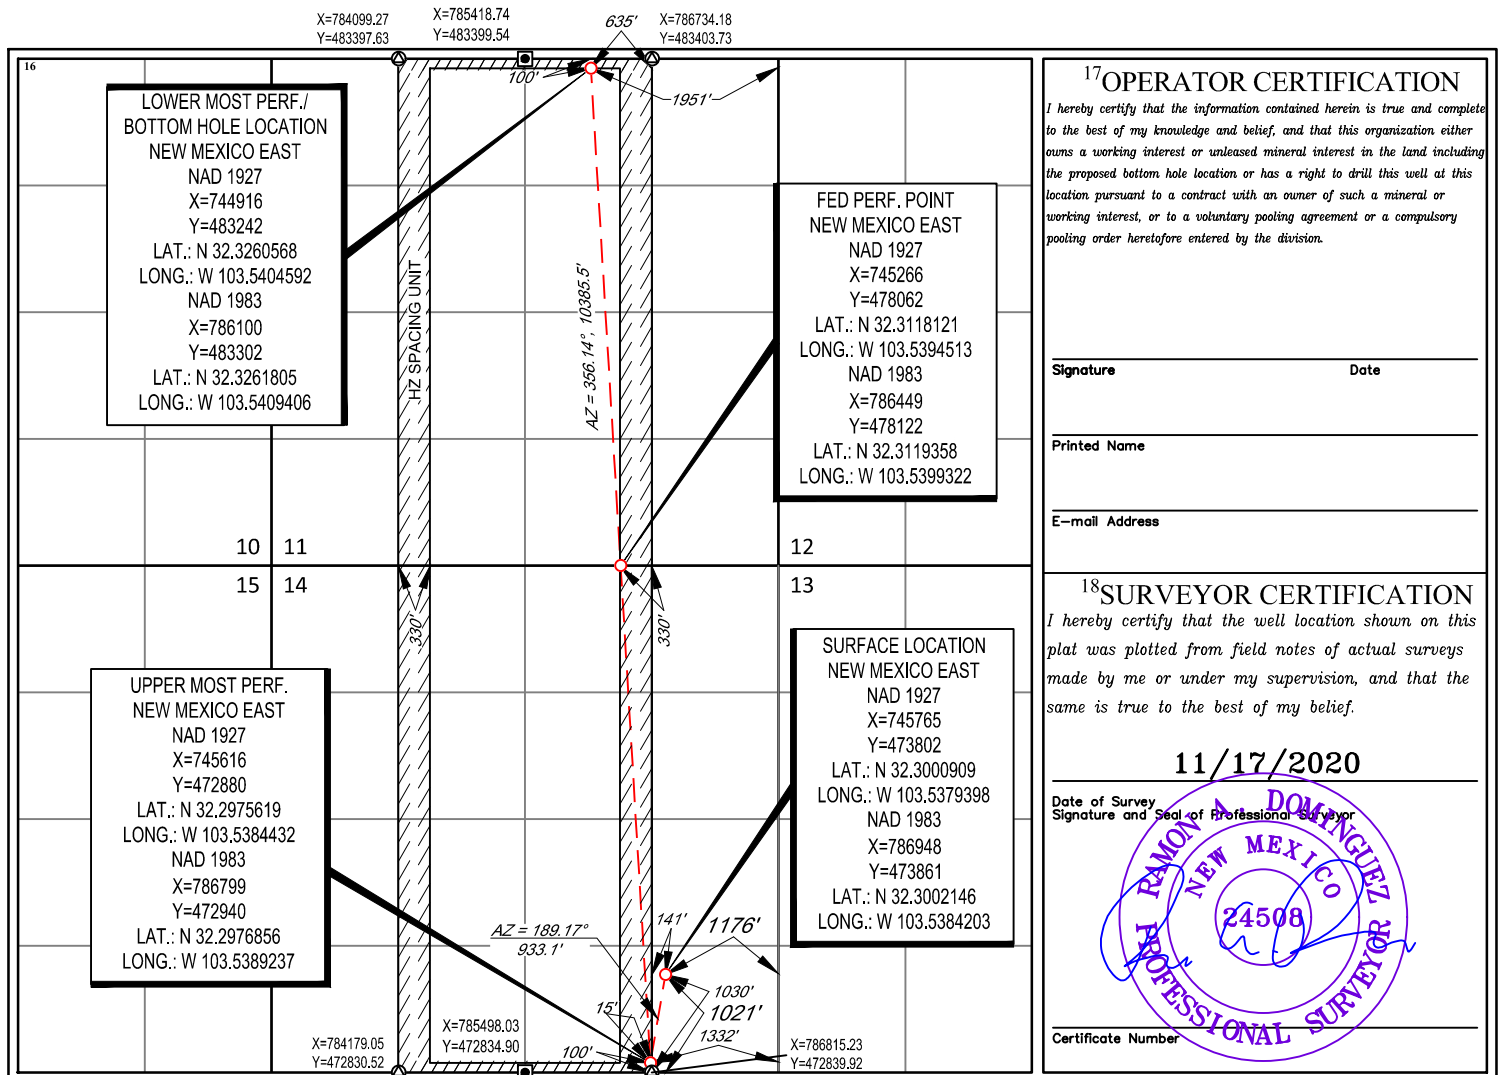 X=784099.27
Y=483397.63
X=785418.74
Y=483399.54
635'
X=786734.18
Y=483403.73
16
100'
1951'
LOWER MOST PERF./
BOTTOM HOLE LOCATION
NEW MEXICO EAST
NAD 1927
X=744916
Y=483242
LAT.: N 32.3260568
LONG.: W 103.5404592
NAD 1983
X=786100
Y=483302
LAT.: N 32.3261805
LONG.: W 103.5409406
HZ SPACING UNIT
AZ = 356.14°, 10385.5'
FED PERF. POINT
NEW MEXICO EAST
NAD 1927
X=745266
Y=478062
LAT.: N 32.3118121
LONG.: W 103.5394513
NAD 1983
X=786449
Y=478122
LAT.: N 32.3119358
LONG.: W 103.5399322
10 11
12
15 14
13
330'
330'
UPPER MOST PERF.
NEW MEXICO EAST
NAD 1927
X=745616
Y=472880
LAT.: N 32.2975619
LONG.: W 103.5384432
NAD 1983
X=786799
Y=472940
LAT.: N 32.2976856
LONG.: W 103.5389237
SURFACE LOCATION
NEW MEXICO EAST
NAD 1927
X=745765
Y=473802
LAT.: N 32.3000909
LONG.: W 103.5379398
NAD 1983
X=786948
Y=473861
LAT.: N 32.3002146
LONG.: W 103.5384203
AZ = 189.17°
933.1'
141'
1176'
1030'
1021'
15'
1332'
100'
X=784179.05
Y=472830.52
X=785498.03
Y=472834.90
X=786815.23
Y=472839.92
17 OPERATOR CERTIFICATION
I hereby certify that the information contained herein is true and complete
to the best of my knowledge and belief, and that this organization either
owns a working interest or unleased mineral interest in the land including
the proposed bottom hole location or has a right to drill this well at this
location pursuant to a contract with an owner of such a mineral or
working interest, or to a voluntary pooling agreement or a compulsory
pooling order heretofore entered by the division.
Signature Date
Printed Name
E-mail Address
18 SURVEYOR CERTIFICATION
I hereby certify that the well location shown on this
plat was plotted from field notes of actual surveys
made by me or under my supervision, and that the
same is true to the best of my belief.
11/17/2020
Date of Survey
Signature and Seal of Professional Surveyor
RAMON A. DOMINGUEZ
NEW MEXICO
24508
PROFESSIONAL SURVEYOR
Certificate Number